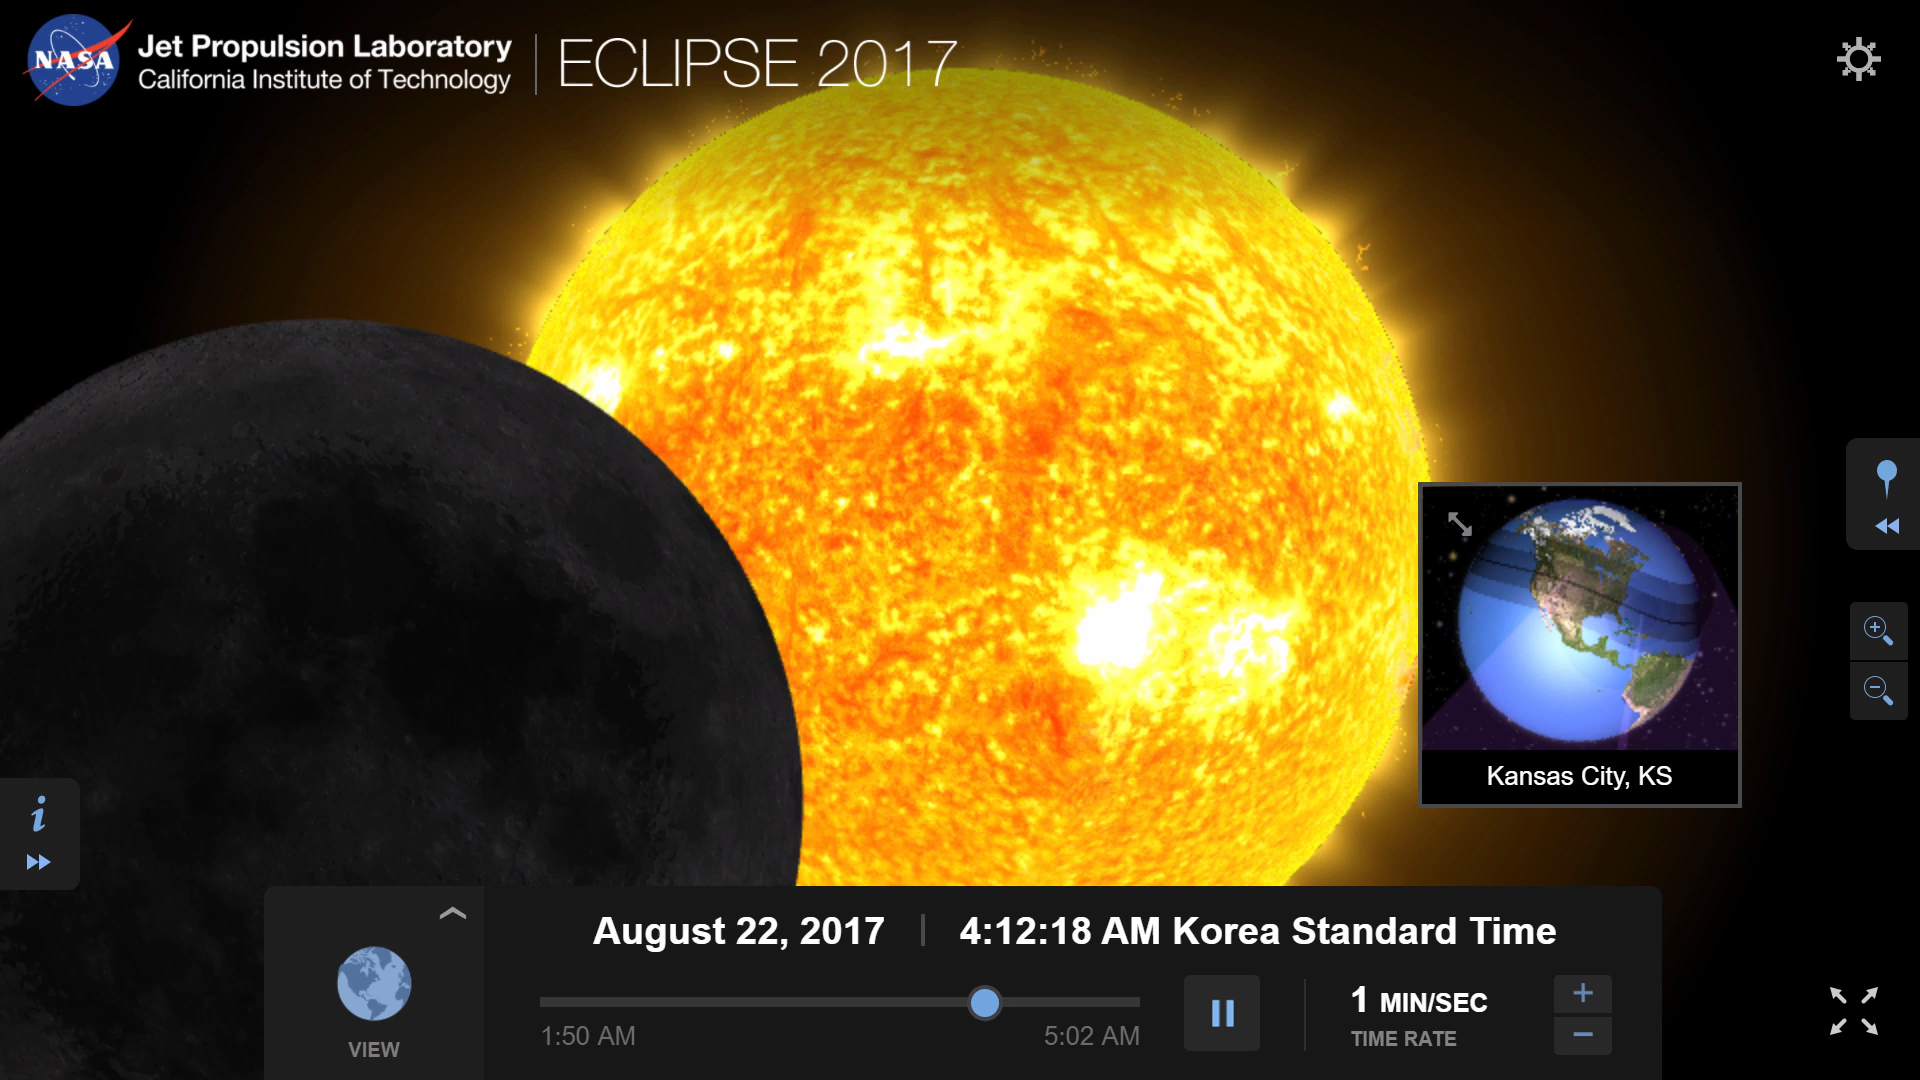 NASA
Jet Propulsion Laboratory
California Institute of Technology
ECLIPSE 2017
Kansas City, KS
i
August 22, 2017
4:12:18 AM Korea Standard Time
1:50 AM
5:02 AM
1 MIN/SEC
TIME RATE
VIEW